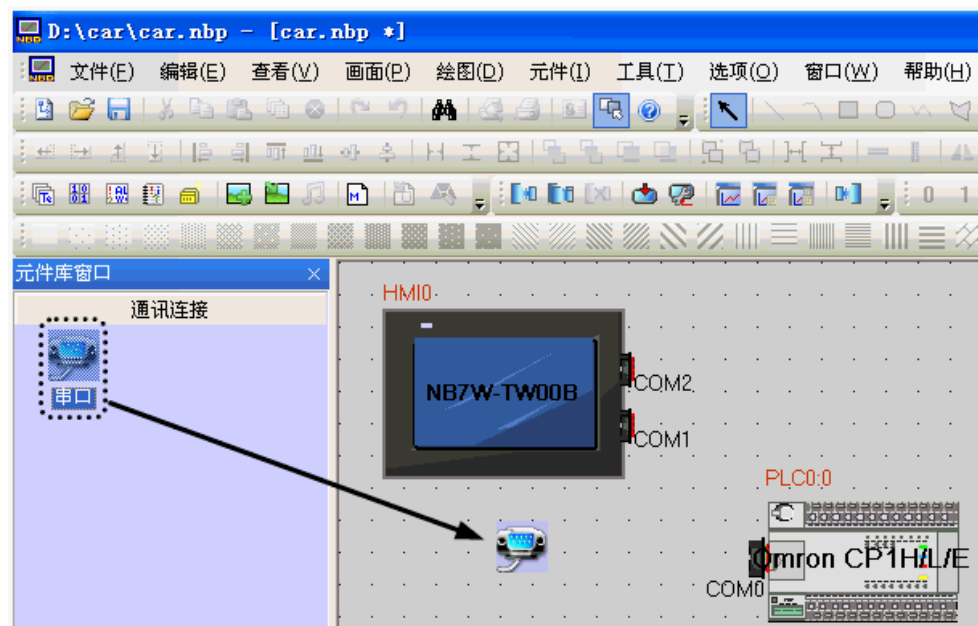 D:\car\car.nbp - [car.nbp *]
文件(F) 编辑(E) 查看(V) 画面(P) 绘图(D) 元件(I) 工具(T) 选项(O) 窗口(W) 帮助(H)
0 1
元件库窗口
通讯连接
串口
HMI0
NB7W-TW00B
COM2
COM1
PLC0:0
Omron CP1H/L/E
COM0